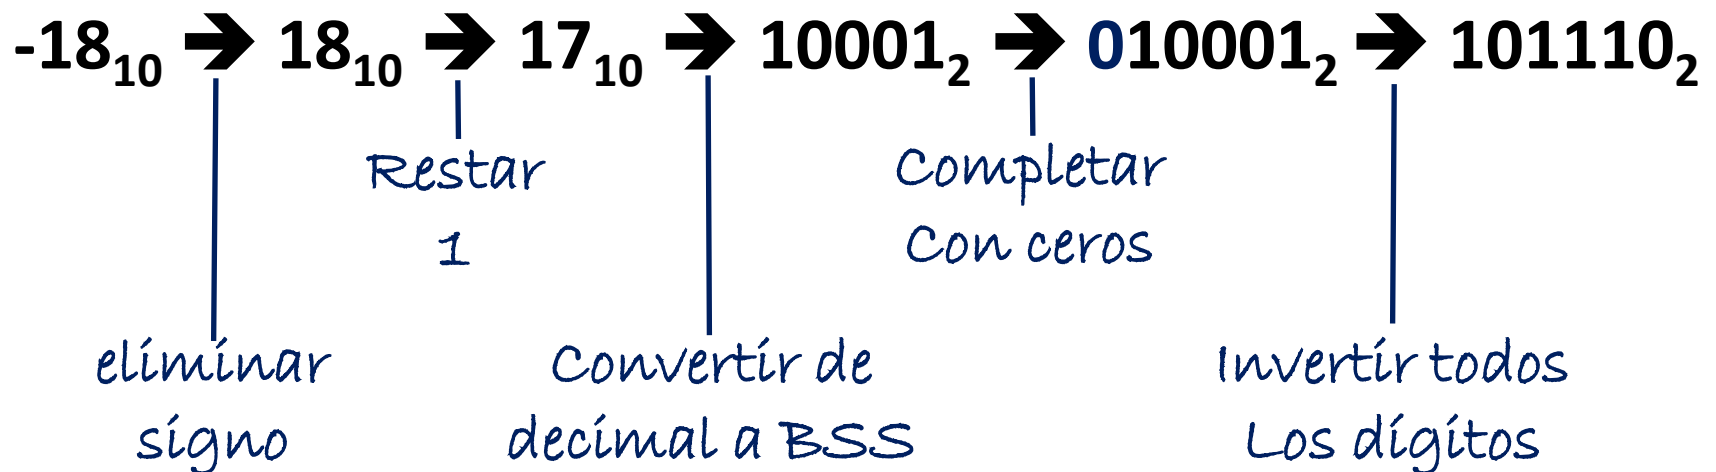 -18₁₀ ➔ 18₁₀ ➔ 17₁₀ ➔ 10001₂ ➔ 010001₂ ➔ 101110₂
Restar
1
Completar
Con ceros
eliminar
signo
Convertir de
decimal a BSS
Invertir todos
Los dígitos